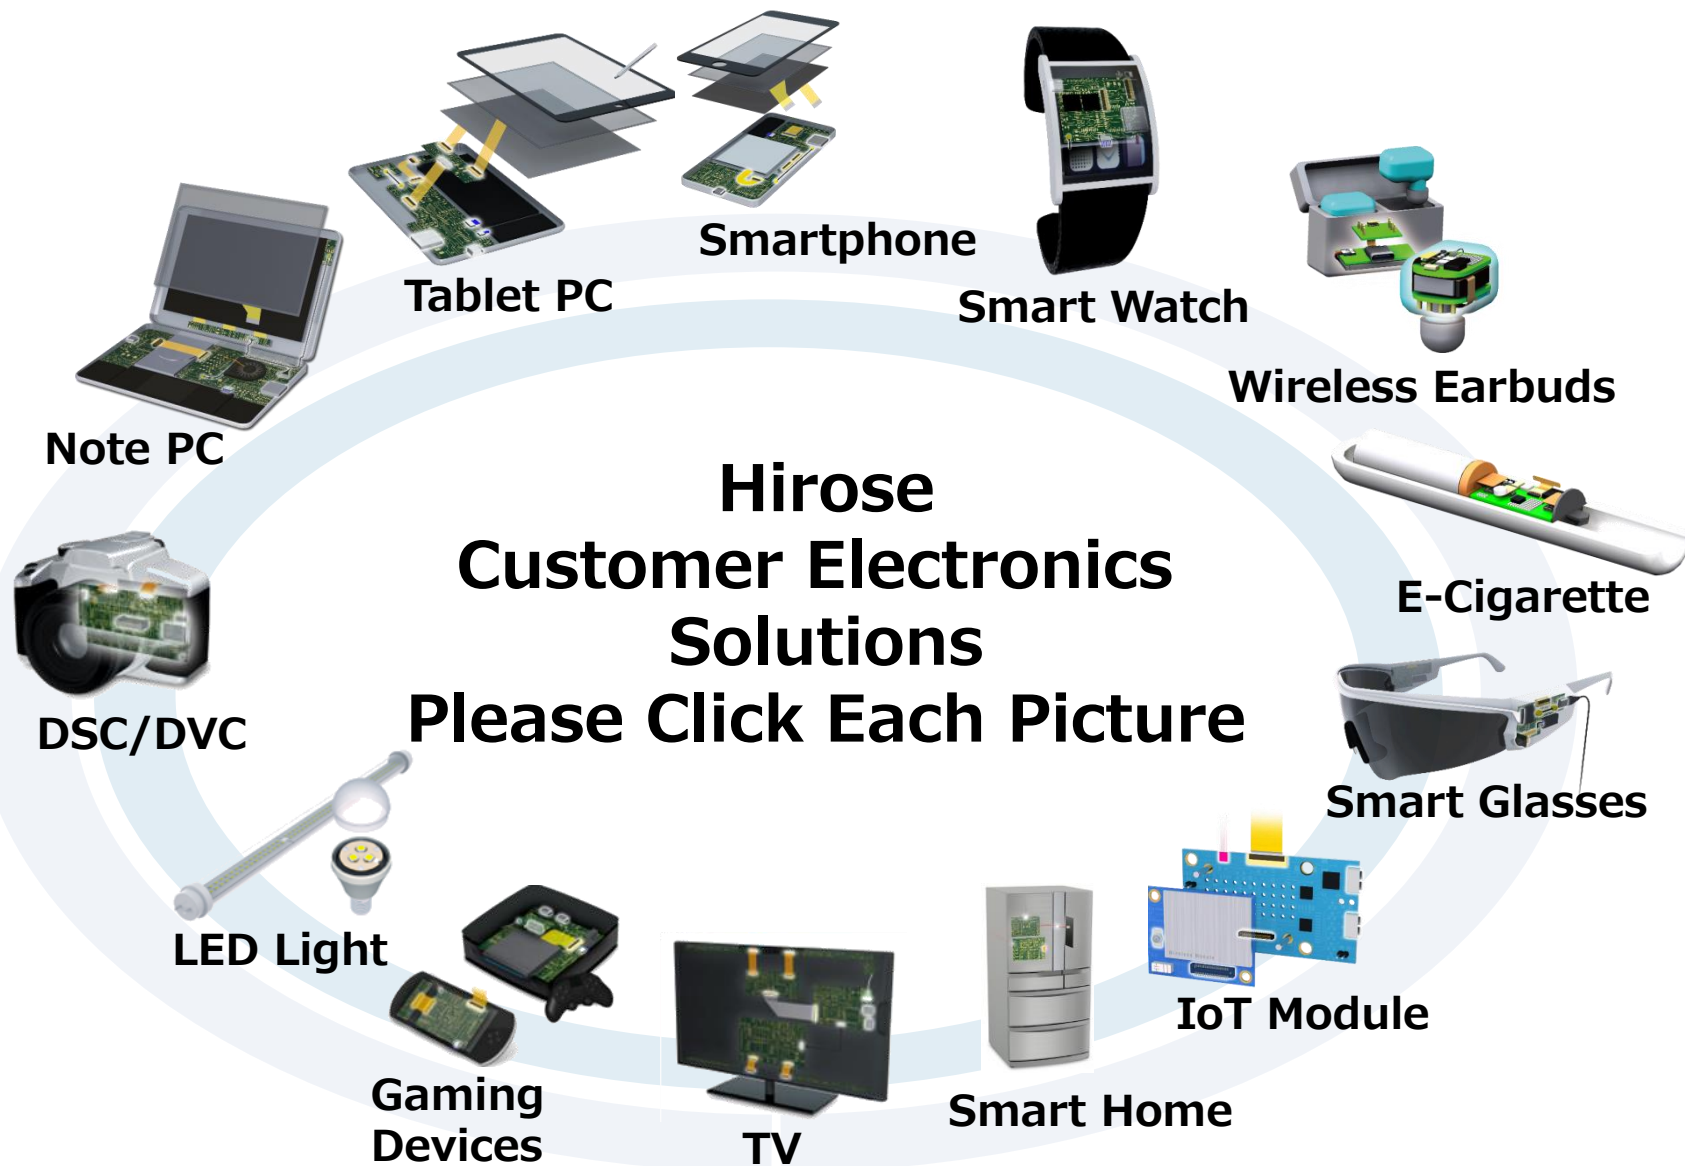 Smartphone
Tablet PC
Smart Watch
Wireless Earbuds
Note PC
Hirose
Customer Electronics
Solutions
Please Click Each Picture
E-Cigarette
DSC/DVC
Smart Glasses
LED Light
IoT Module
Gaming
Devices
TV
Smart Home